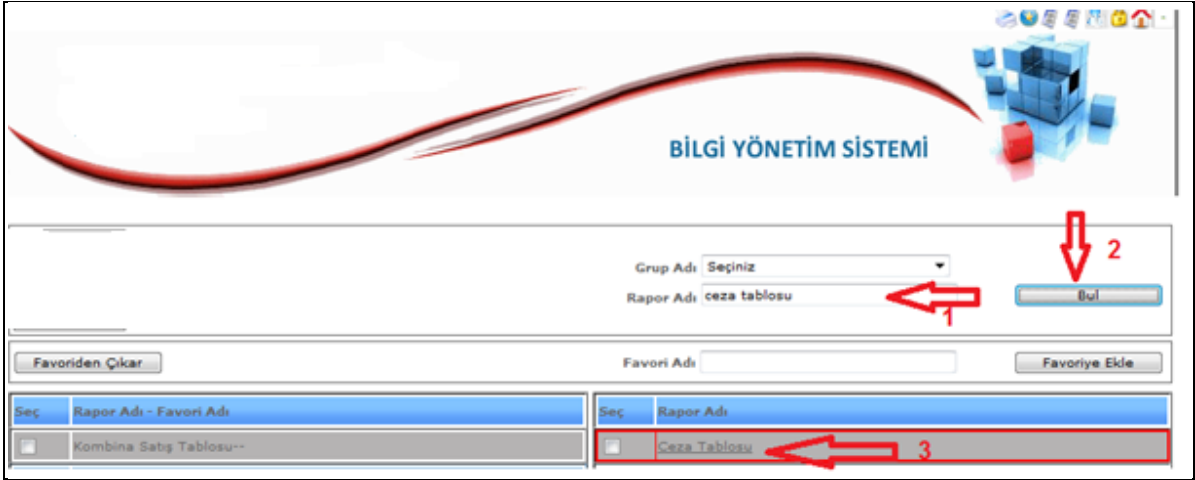 BİLGİ YÖNETİM SİSTEMİ
2
Grup Adı Seçiniz
Rapor Adı ceza tablosu
Bul
1
Favoriden Çıkar
Favori Adı
Favoriye Ekle
Seç Rapor Adı - Favori Adı
Seç Rapor Adı
Kombina Satış Tablosu--
Ceza Tablosu
3